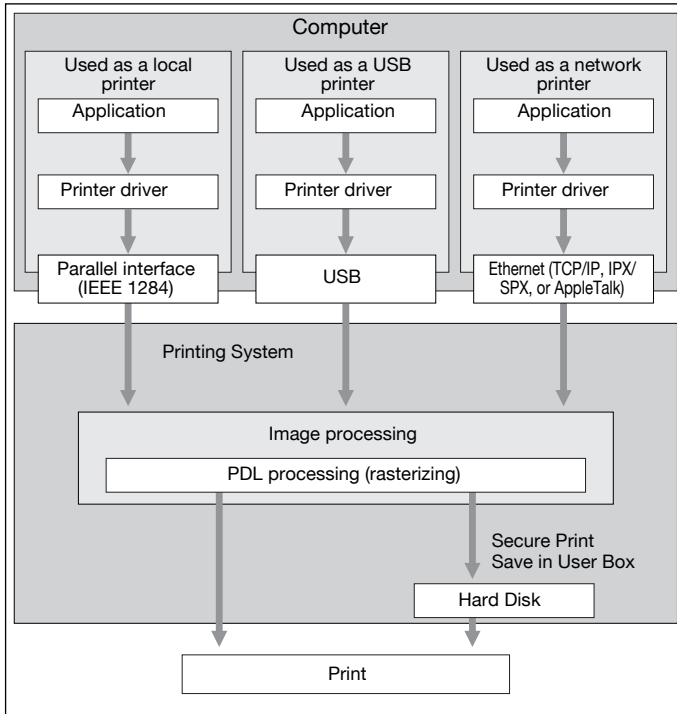 Computer
Used as a local
printer
Application
Printer driver
Parallel interface
(IEEE 1284)
Used as a USB
printer
Application
Printer driver
USB
Used as a network
printer
Application
Printer driver
Ethernet (TCP/IP, IPX/
SPX, or AppleTalk)
Printing System
Image processing
PDL processing (rasterizing)
Secure Print
Save in User Box
Hard Disk
Print